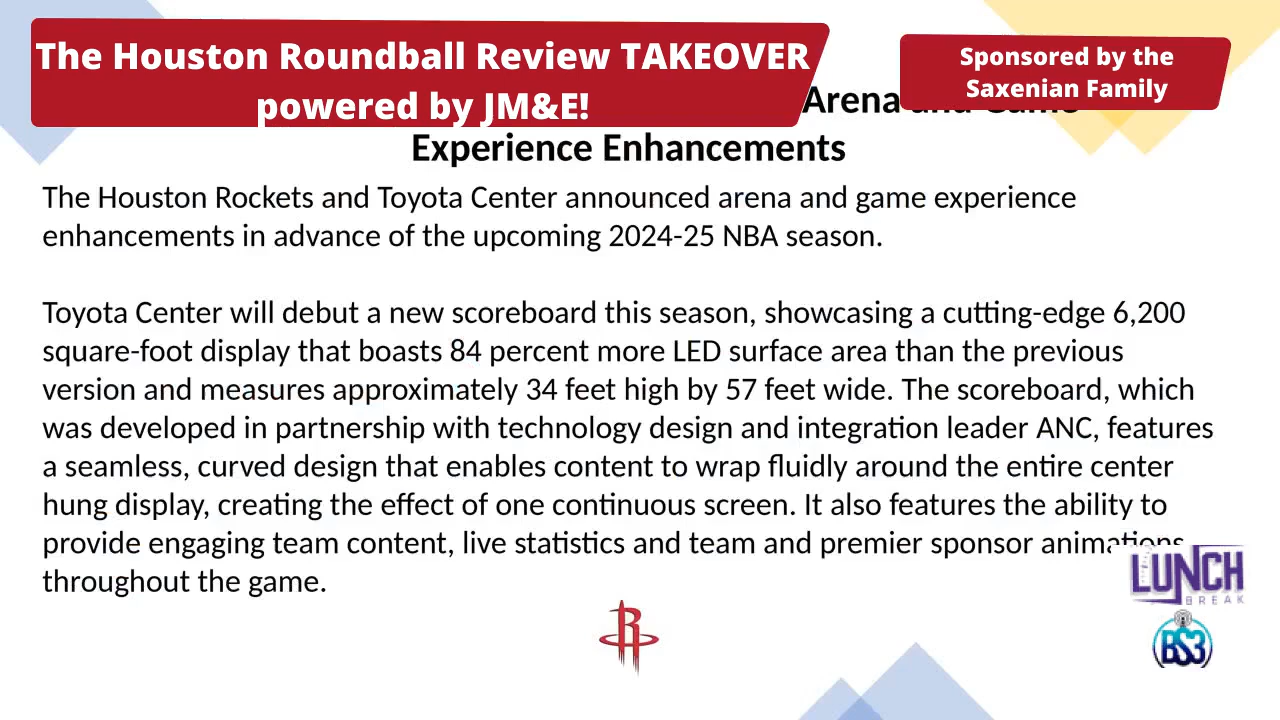 The Houston Roundball Review TAKEOVER
powered by JM&E!
Sponsored by the
Saxenian Family
Arena and Game
Experience Enhancements
The Houston Rockets and Toyota Center announced arena and game experience
enhancements in advance of the upcoming 2024-25 NBA season.
Toyota Center will debut a new scoreboard this season, showcasing a cutting-edge 6,200
square-foot display that boasts 84 percent more LED surface area than the previous
version and measures approximately 34 feet high by 57 feet wide. The scoreboard, which
was developed in partnership with technology design and integration leader ANC, features
a seamless, curved design that enables content to wrap fluidly around the entire center
hung display, creating the effect of one continuous screen. It also features the ability to
provide engaging team content, live statistics and team and premier sponsor animations
throughout the game.
LUNCH
BREAK
R
BS3